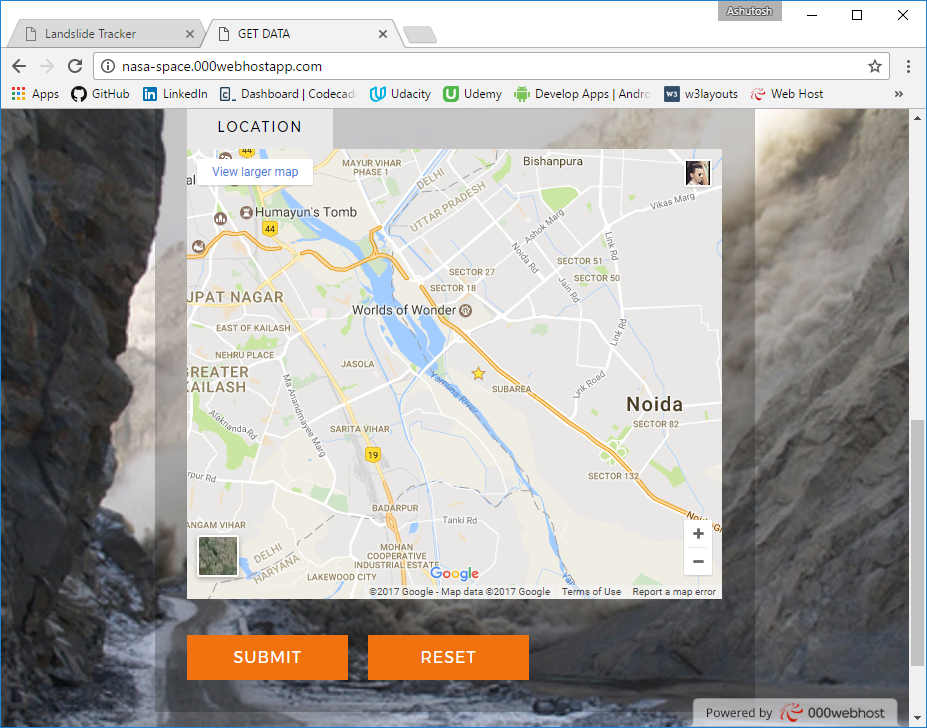 Ashutosh
Landslide Tracker
GET DATA
nasa-space.000webhostapp.com
Apps
GitHub
LinkedIn
Dashboard | Codecad
Udacity
Udemy
Develop Apps | Andro
w3layouts
Web Host
»
LOCATION
View larger map
44
MAYUR VIHAR
PHASE 1
DELHI
UTTAR PRADESH
Bishanpura
Vikas Marg
al
Humayun's Tomb
44
Ashok Marg
Noida Rd
Link Rd
SECTOR 51
SECTOR 27
SECTOR 50
SECTOR 18
Jain Rd
JPAT NAGAR
Worlds of Wonder
EAST OF KAILASH
Link Rd
NEHRU PLACE
JASOLA
GREATER
KAILASH
Yamuna River
SUBAREA
Link Road
Ma Anandmayee Marg
Noida
Alaknanda Rd
SARITA VIHAR
SECTOR 82
19
SECTOR 132
rpur Rd
BADARPUR
Tanki Rd
ANGAM VIHAR
DELHI
HARYANA
MOHAN
COOPERATIVE
INDUSTRIAL ESTATE
LAKEWOOD CITY
Google
©2017 Google - Map data ©2017 Google
Terms of Use
Report a map error
SUBMIT
RESET
Powered by
000webhost